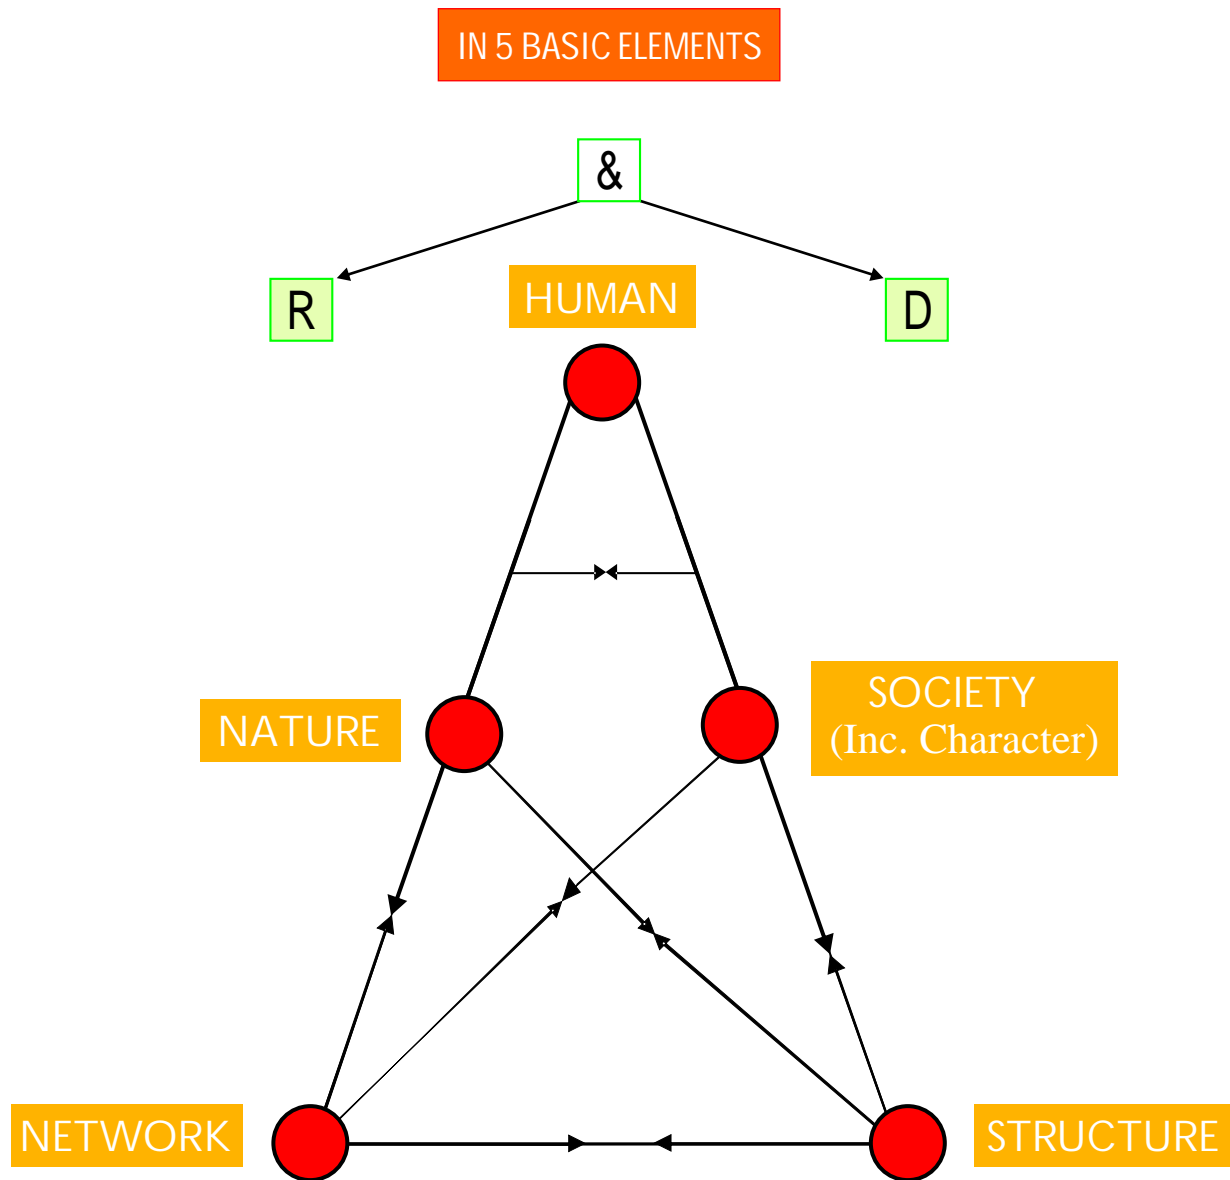 IN 5 BASIC ELEMENTS
&
R
D
HUMAN
NATURE
SOCIETY
(Inc. Character)
NETWORK
STRUCTURE